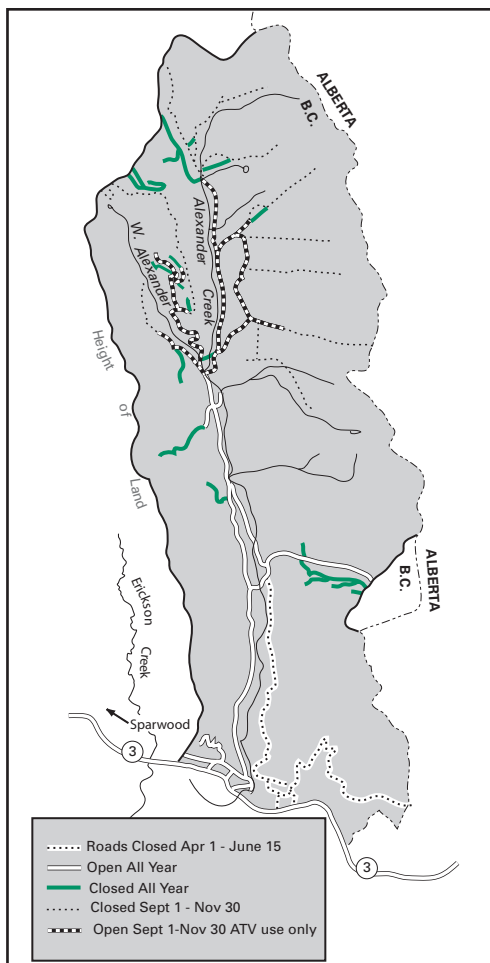 ALBERTA
B.C.
Alexander
Creek
W. Alexander
Height of Land
ALBERTA
B.C.
Erickson
Creek
Sparwood
3
3
Roads Closed Apr 1 - June 15
Open All Year
Closed All Year
Closed Sept 1 - Nov 30
Open Sept 1-Nov 30 ATV use only